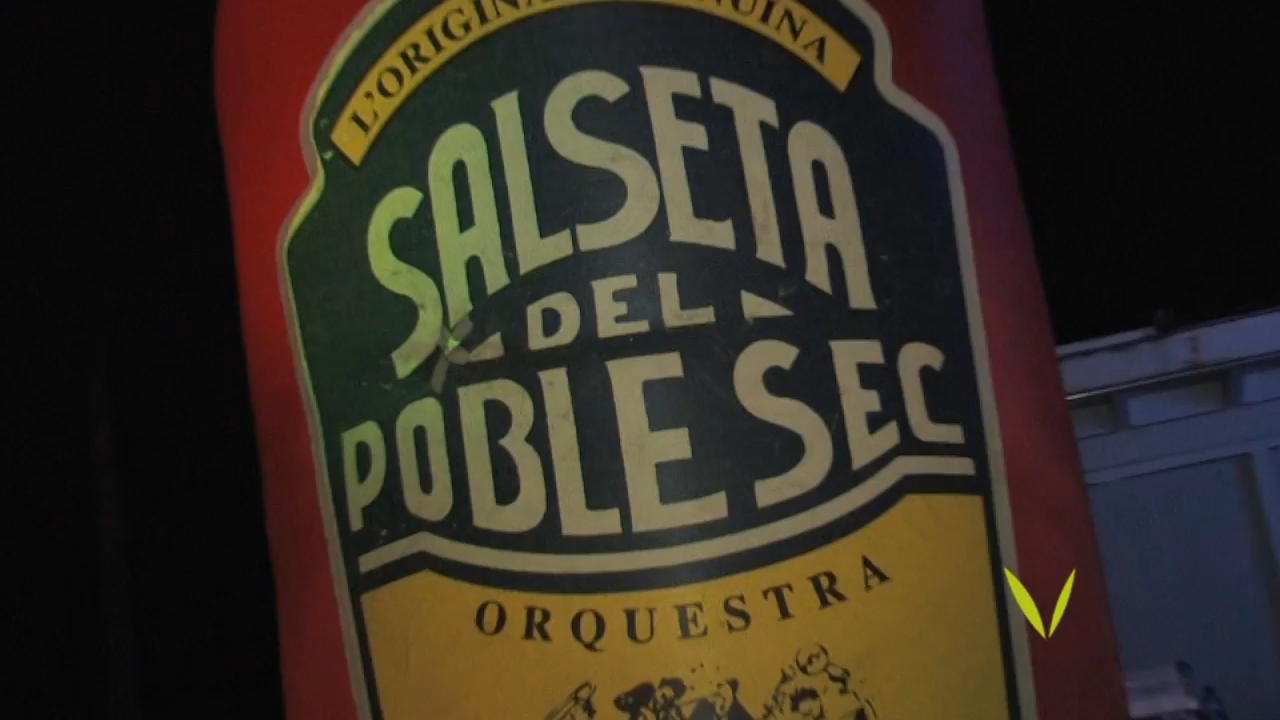 L'ORIGINAL
SALSETA
DEL
POBLE SEC
ORQUESTRA